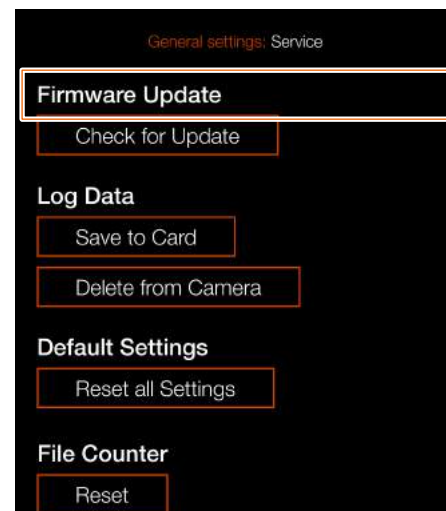 General settings: Service
Firmware Update
Check for Update
Log Data
Save to Card
Delete from Camera
Default Settings
Reset all Settings
File Counter
Reset